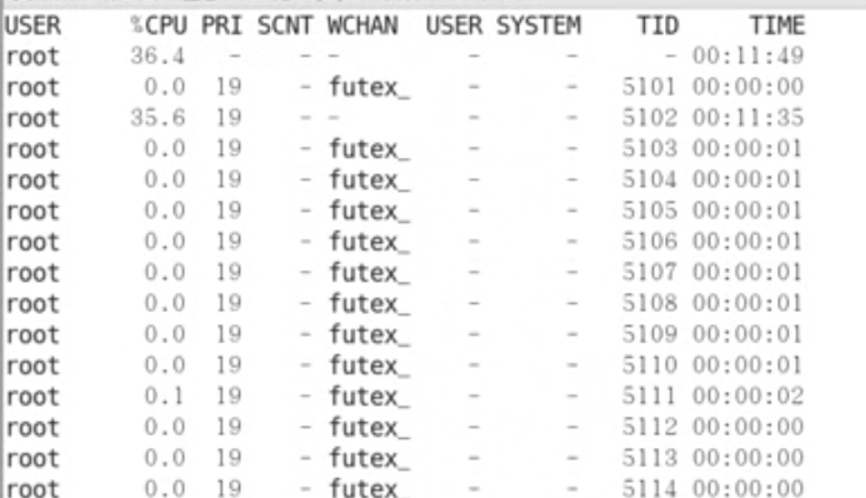 USER %CPU PRI SCNT WCHAN USER SYSTEM TID TIME
root 36.4 - - - - - - 00:11:49
root 0.0 19 - futex_ - - 5101 00:00:00
root 35.6 19 - - - - 5102 00:11:35
root 0.0 19 - futex_ - - 5103 00:00:01
root 0.0 19 - futex_ - - 5104 00:00:01
root 0.0 19 - futex_ - - 5105 00:00:01
root 0.0 19 - futex_ - - 5106 00:00:01
root 0.0 19 - futex_ - - 5107 00:00:01
root 0.0 19 - futex_ - - 5108 00:00:01
root 0.0 19 - futex_ - - 5109 00:00:01
root 0.0 19 - futex_ - - 5110 00:00:01
root 0.1 19 - futex_ - - 5111 00:00:02
root 0.0 19 - futex_ - - 5112 00:00:00
root 0.0 19 - futex_ - - 5113 00:00:00
root 0.0 19 - futex_ - - 5114 00:00:00